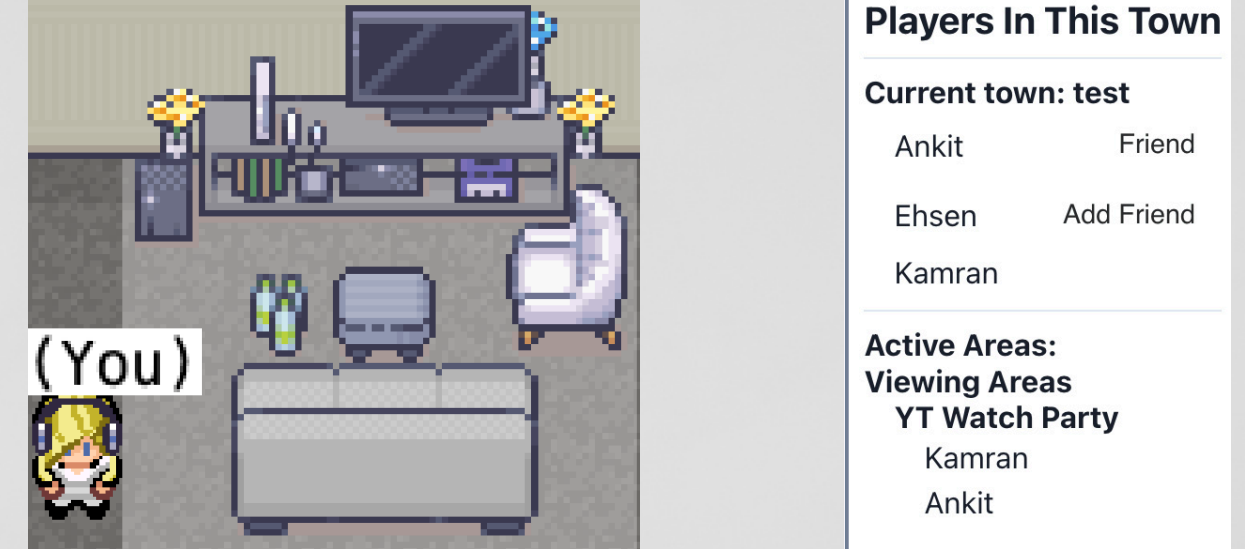 (You)
Players In This Town
Current town: test
Ankit Friend
Ehsen Add Friend
Kamran
Active Areas:
Viewing Areas
YT Watch Party
Kamran
Ankit